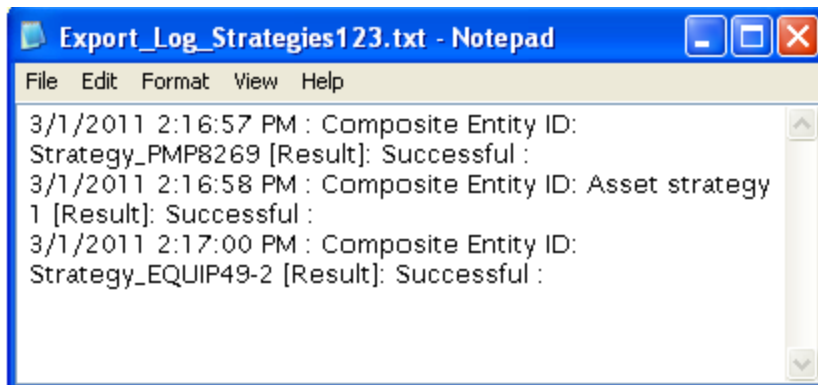 Export_Log_Strategies123.txt - Notepad
File Edit Format View Help
3/1/2011 2:16:57 PM : Composite Entity ID:
Strategy_PMP8269 [Result]: Successful :
3/1/2011 2:16:58 PM : Composite Entity ID: Asset strategy
1 [Result]: Successful :
3/1/2011 2:17:00 PM : Composite Entity ID:
Strategy_EQUIP49-2 [Result]: Successful :